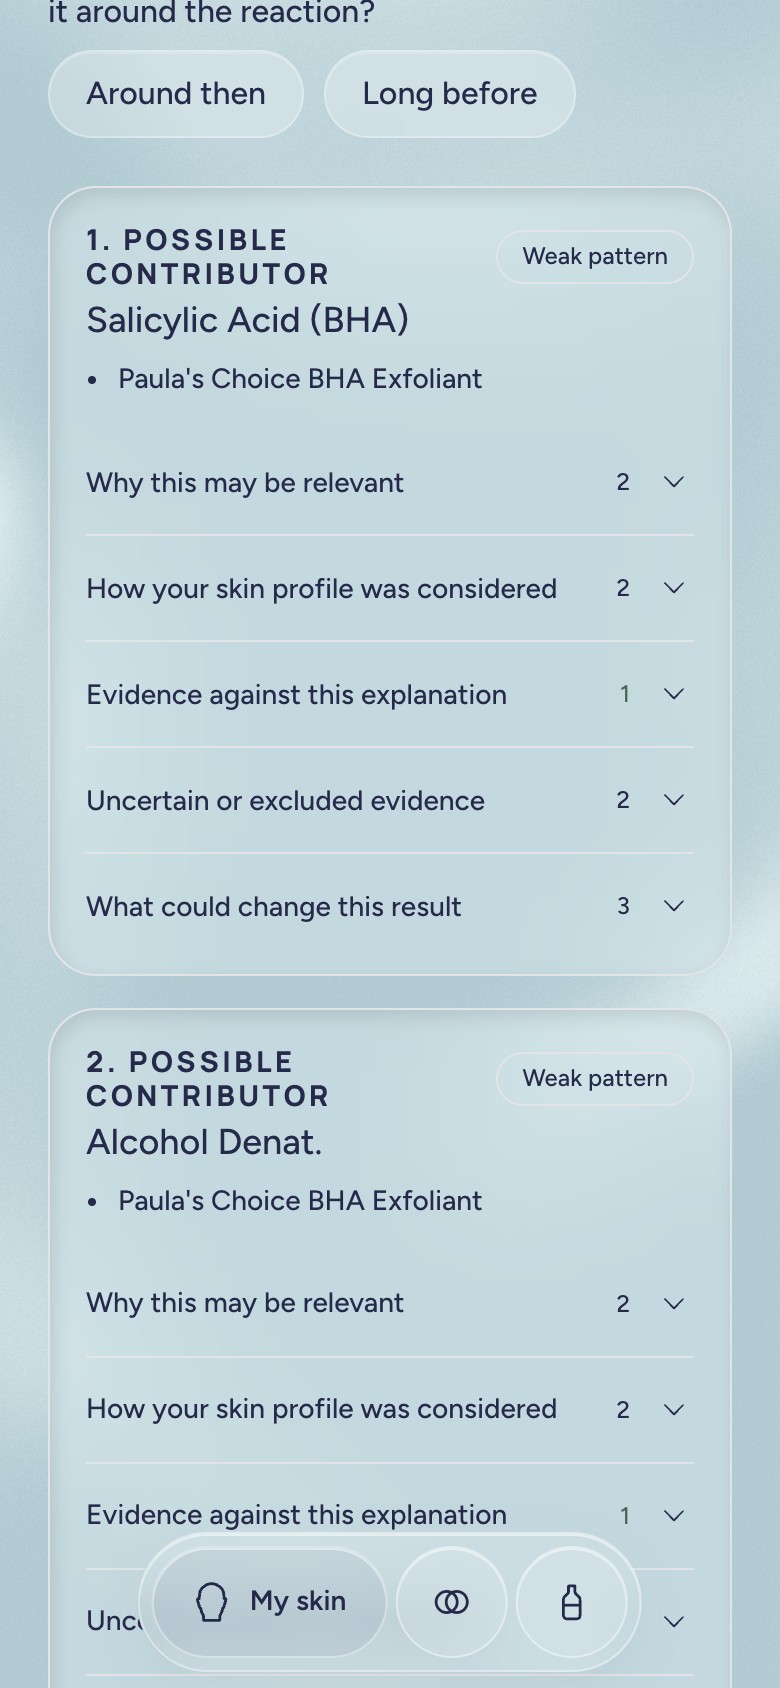 it around the reaction?
Around then
Long before
1. POSSIBLE
CONTRIBUTOR
Weak pattern
Salicylic Acid (BHA)
• Paula's Choice BHA Exfoliant
Why this may be relevant 2
How your skin profile was considered 2
Evidence against this explanation 1
Uncertain or excluded evidence 2
What could change this result 3
2. POSSIBLE
CONTRIBUTOR
Weak pattern
Alcohol Denat.
• Paula's Choice BHA Exfoliant
Why this may be relevant 2
How your skin profile was considered 2
Evidence against this explanation 1
My skin